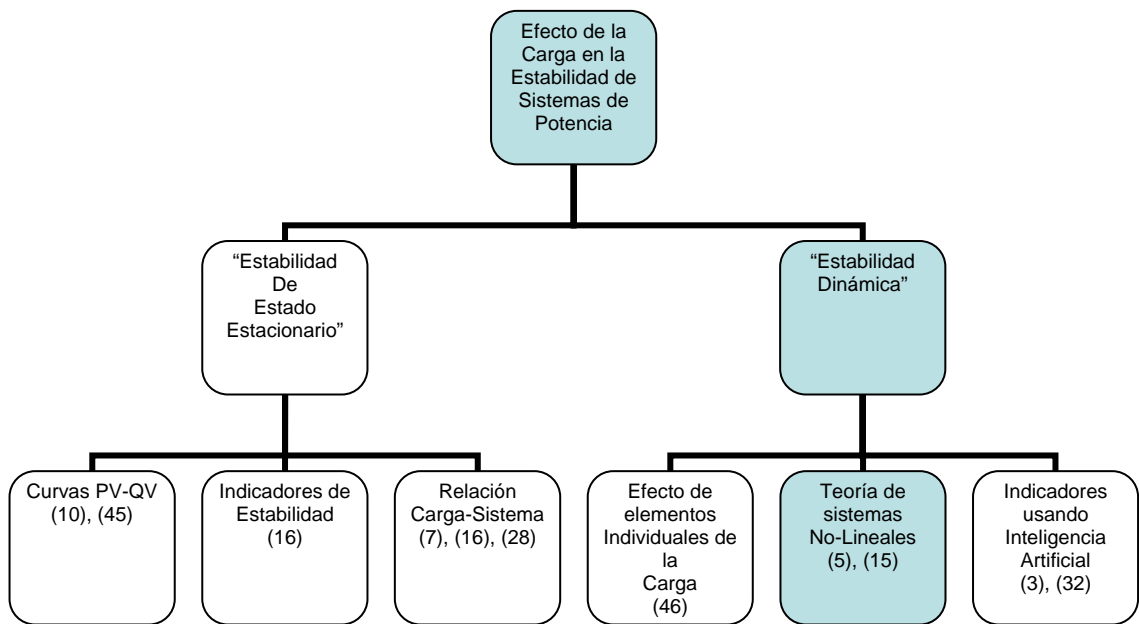 Efecto de la
Carga en la
Estabilidad de
Sistemas de
Potencia
“Estabilidad
De
Estado
Estacionario”
“Estabilidad
Dinámica”
Curvas PV-QV
(10), (45)
Indicadores de
Estabilidad
(16)
Relación
Carga-Sistema
(7), (16), (28)
Efecto de
elementos
Individuales de
la
Carga
(46)
Teoría de
sistemas
No-Lineales
(5), (15)
Indicadores
usando
Inteligencia
Artificial
(3), (32)